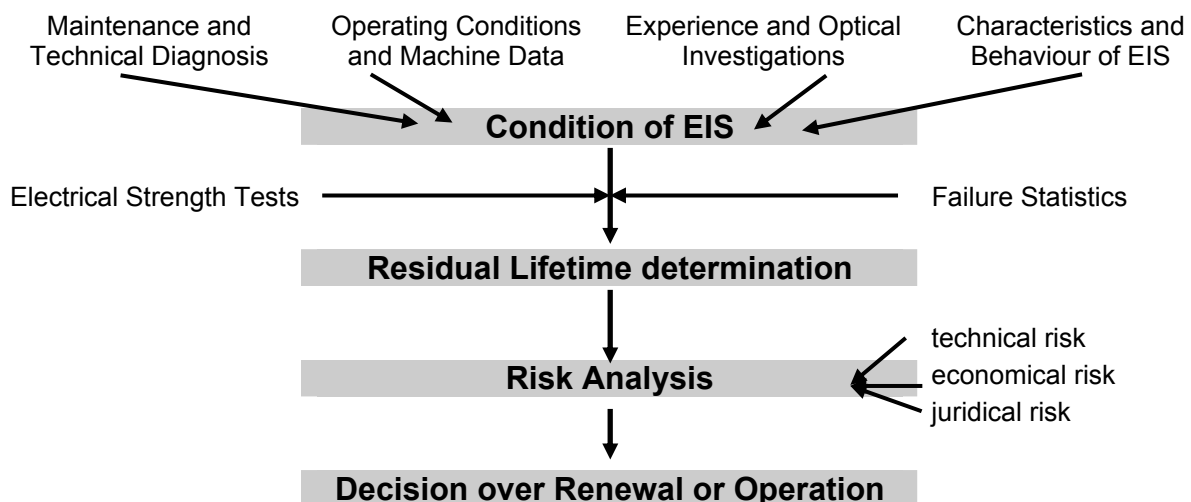 Maintenance and
Technical Diagnosis
Operating Conditions
and Machine Data
Experience and Optical
Investigations
Characteristics and
Behaviour of EIS
Condition of EIS
Electrical Strength Tests
Failure Statistics
Residual Lifetime determination
technical risk
Risk Analysis
economical risk
juridical risk
Decision over Renewal or Operation